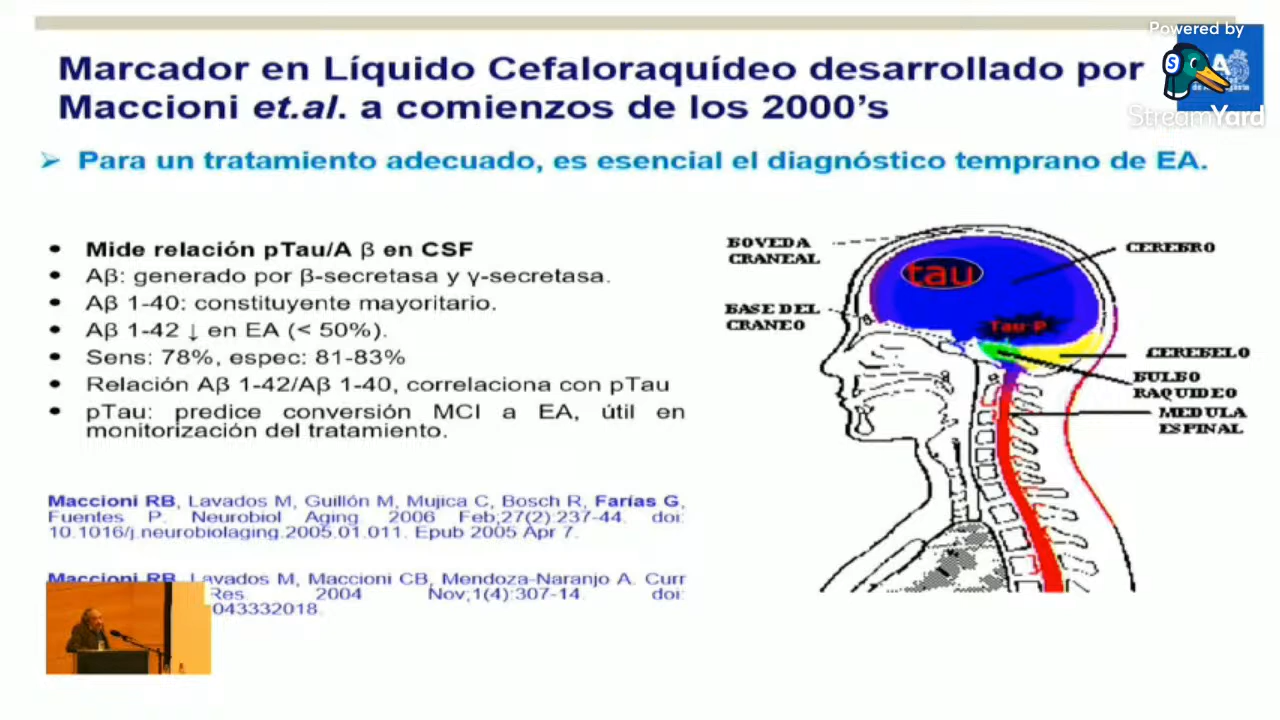 Powered by
StreamYard
Marcador en Líquido Cefaloraquídeo desarrollado por
Maccioni et.al. a comienzos de los 2000's
➢ Para un tratamiento adecuado, es esencial el diagnóstico temprano de EA.
• Mide relación pTau/A β en CSF
• Aβ: generado por β-secretasa y γ-secretasa.
• Aβ 1-40: constituyente mayoritario.
• Aβ 1-42 ↓ en EA (< 50%).
• Sens: 78%, espec: 81-83%
• Relación Aβ 1-42/Aβ 1-40, correlaciona con pTau
• pTau: predice conversión MCI a EA, útil en
monitorización del tratamiento.
Maccioni RB, Lavados M, Guillón M, Mujica C, Bosch R, Farías G,
Fuentes P. Neurobiol Aging. 2006 Feb;27(2):237-44. doi:
10.1016/j.neurobiolaging.2005.01.011. Epub 2005 Apr 7.
Maccioni RB, Lavados M, Maccioni CB, Mendoza-Naranjo A. Curr
Res. 2004 Nov;1(4):307-14. doi:
043332018.
BOVEDA
CRANEAL
CEREBRO
tau
BASE DEL
CRANEO
Tau-P
CEREBELO
BULBO
RAQUIDEO
MEDULA
ESPINAL